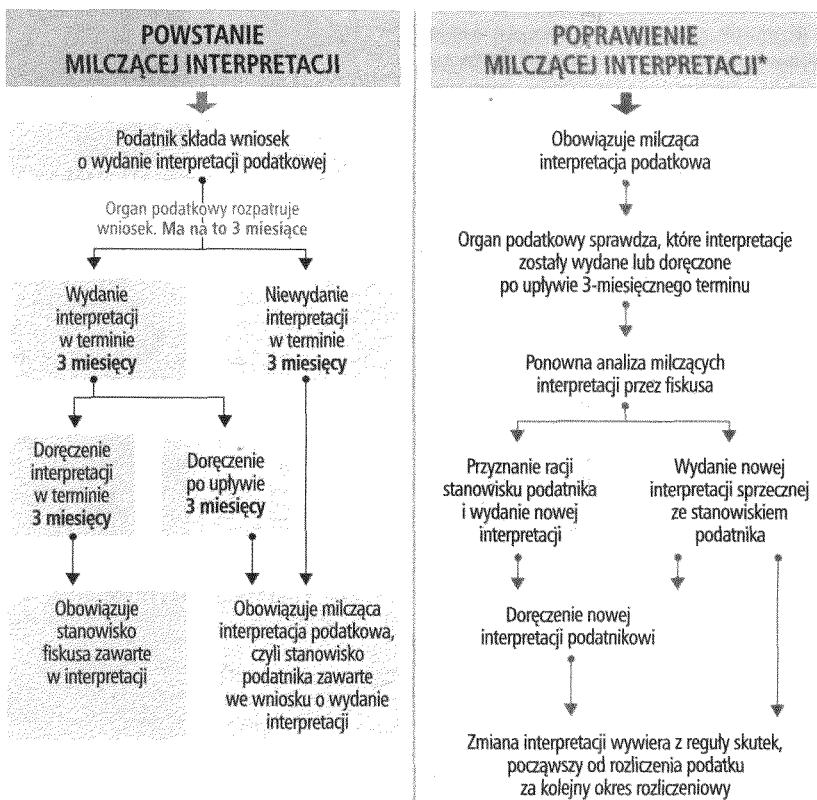 POWSTANIE
MILCZĄCEJ INTERPRETACJI
Podatnik składa wniosek
o wydanie interpretacji podatkowej
Organ podatkowy rozpatruje
wniosek. Ma na to 3 miesiące
Wydanie
interpretacji
w terminie
3 miesięcy
Niewydanie
interpretacji
w terminie
3 miesięcy
Doręczenie
interpretacji
w terminie
3 miesięcy
Doręczenie
po upływie
3 miesięcy
Obowiązuje
stanowisko
fiskusa zawarte
w interpretacji
Obowiązuje milcząca
interpretacja podatkowa,
czyli stanowisko
podatnika zawarte
we wniosku o wydanie
interpretacji
POPRAWIENIE
MILCZĄCEJ INTERPRETACJI*
Obowiązuje milcząca
interpretacja podatkowa
Organ podatkowy sprawdza, które interpretacje
zostały wydane lub doręczone
po upływie 3-miesięcznego terminu
Ponowna analiza milczących
interpretacji przez fiskusa
Przyznanie racji
stanowisku podatnika
i wydanie nowej
interpretacji
Wydanie nowej
interpretacji sprzecznej
ze stanowiskiem
podatnika
Doręczenie nowej
interpretacji podatnikowi
Zmiana interpretacji wywiera z reguły skutek,
począwszy od rozliczenia podatku
za kolejny okres rozliczeniowy